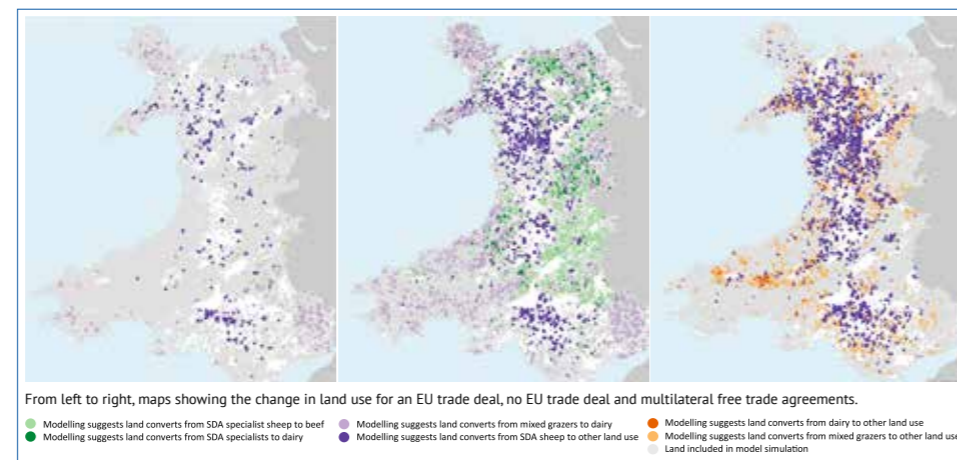 From left to right, maps showing the change in land use for an EU trade deal, no EU trade deal and multilateral free trade agreements.
Modelling suggests land converts from SDA specialist sheep to beef
Modelling suggests land converts from SDA specialists to dairy
Modelling suggests land converts from mixed grazers to dairy
Modelling suggests land converts from SDA sheep to other land use
Modelling suggests land converts from dairy to other land use
Modelling suggests land converts from mixed grazers to other land use
Land included in model simulation